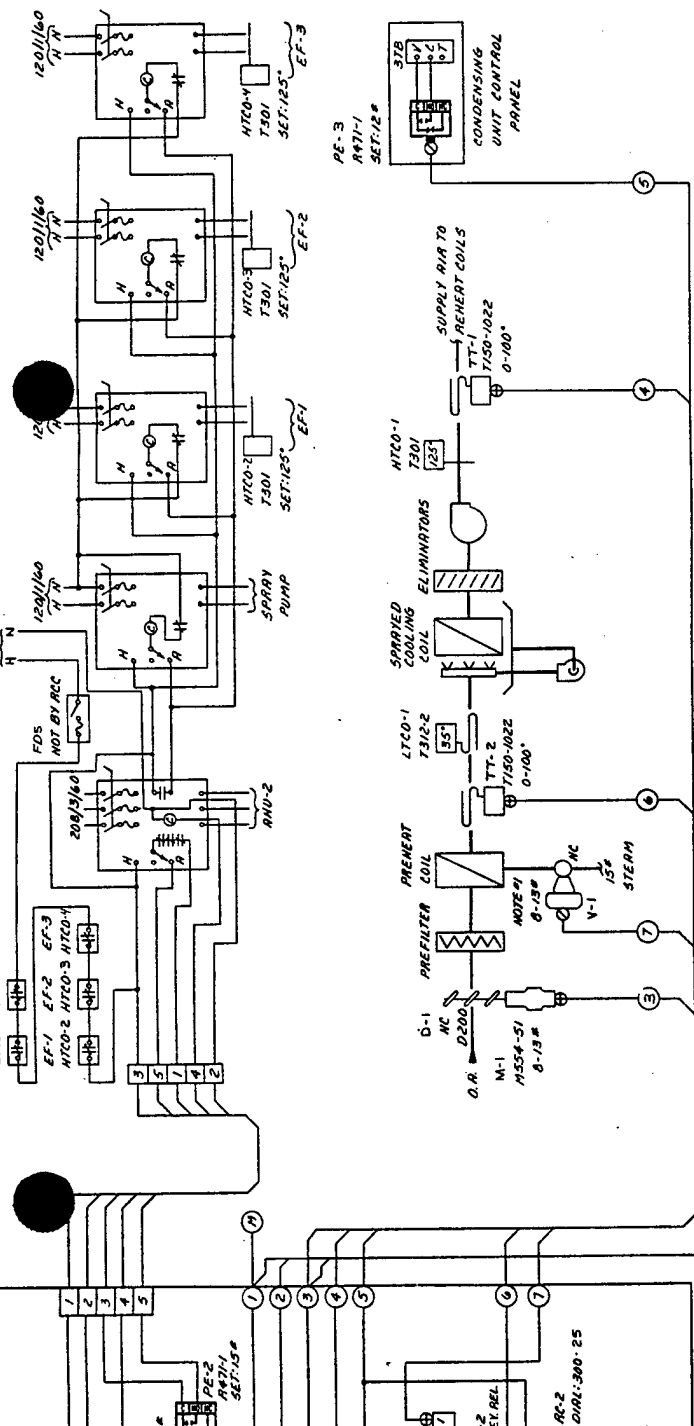 120/1/60
H N
H A
HTCO-4
T301
SET:125°
EF-3
120/1/60
H N
H A
HTCO-3
T301
SET:125°
EF-2
H N
H A
HTCO-2
T301
SET:125°
EF-1
120/1/60
H N
H A
SPRAY
PUMP
H N
FDS
NOT BY RCC
208/3/60
H A
AHU-2
EF-1 EF-2 EF-3
HTCO-2 HTCO-3 HTCO-4
3
5
1
4
2
1
2
3
4
5
PE-2
R471-1
SET:15#
PE-3
R471-1
SET:12#
3TB
V C T
CONDENSING
UNIT CONTROL
PANEL
5
SUPPLY AIR TO
REHEAT COILS
TT-1
T150-1022
0-100°
4
HTCO-1
T301
125°
ELIMINATORS
SPRAYED
COOLING
COIL
LTCO-1
T312-2
35°
TT-2
T150-1022
0-100°
6
PREHEAT
COIL
NOTE #1
8-13#
V-1
NC
15#
STEAM
7
PREFILTER
D-1
NC
D200
O.A.
M-1
M554-51
8-13#
3
M
1
2
3
4
5
6
7
RC-2
DIAL:300-25